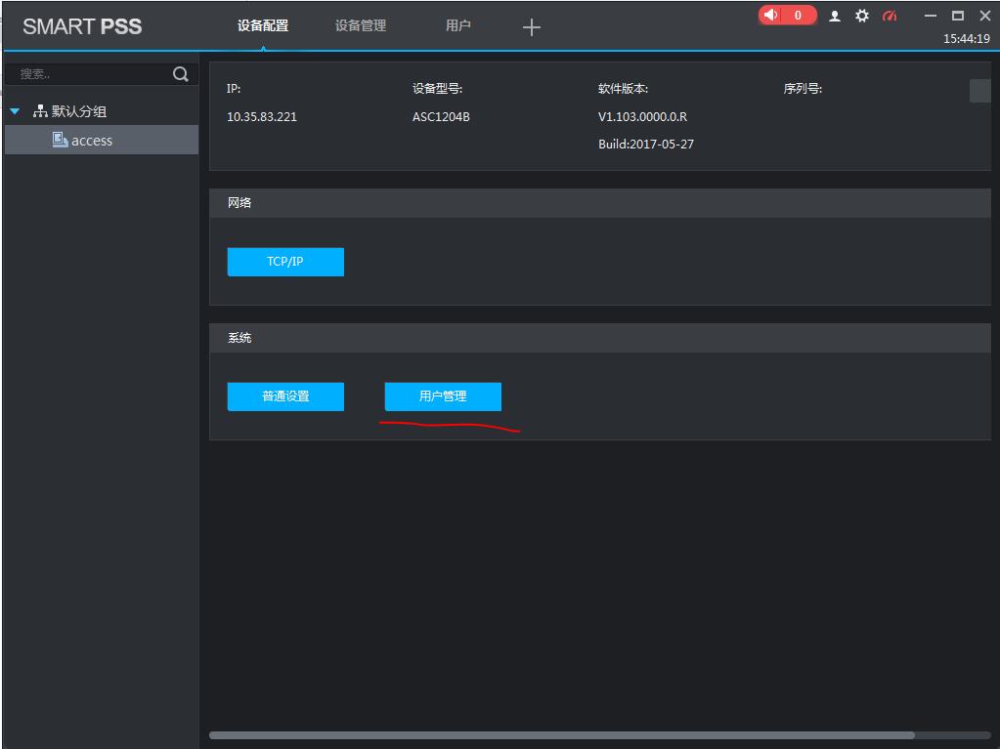 SMART PSS
设备配置
设备管理
用户
0
15:44:19
搜索..
默认分组
access
IP:
设备型号:
软件版本:
序列号:
10.35.83.221
ASC1204B
V1.103.0000.0.R
Build:2017-05-27
网络
TCP/IP
系统
普通设置
用户管理